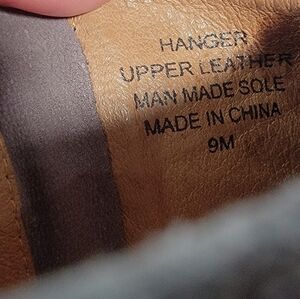 HANGER
UPPER LEATHER
MAN MADE SOLE
MADE IN CHINA
9M